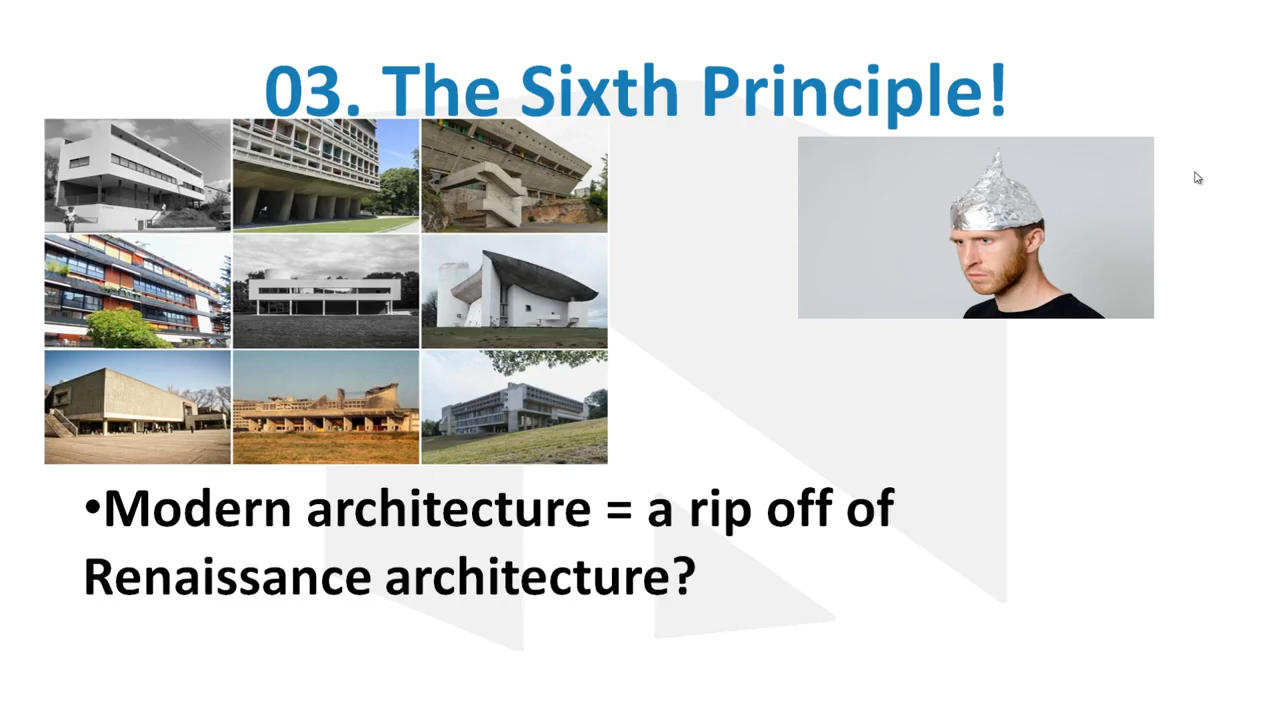 03. The Sixth Principle!
•Modern architecture = a rip off of
Renaissance architecture?